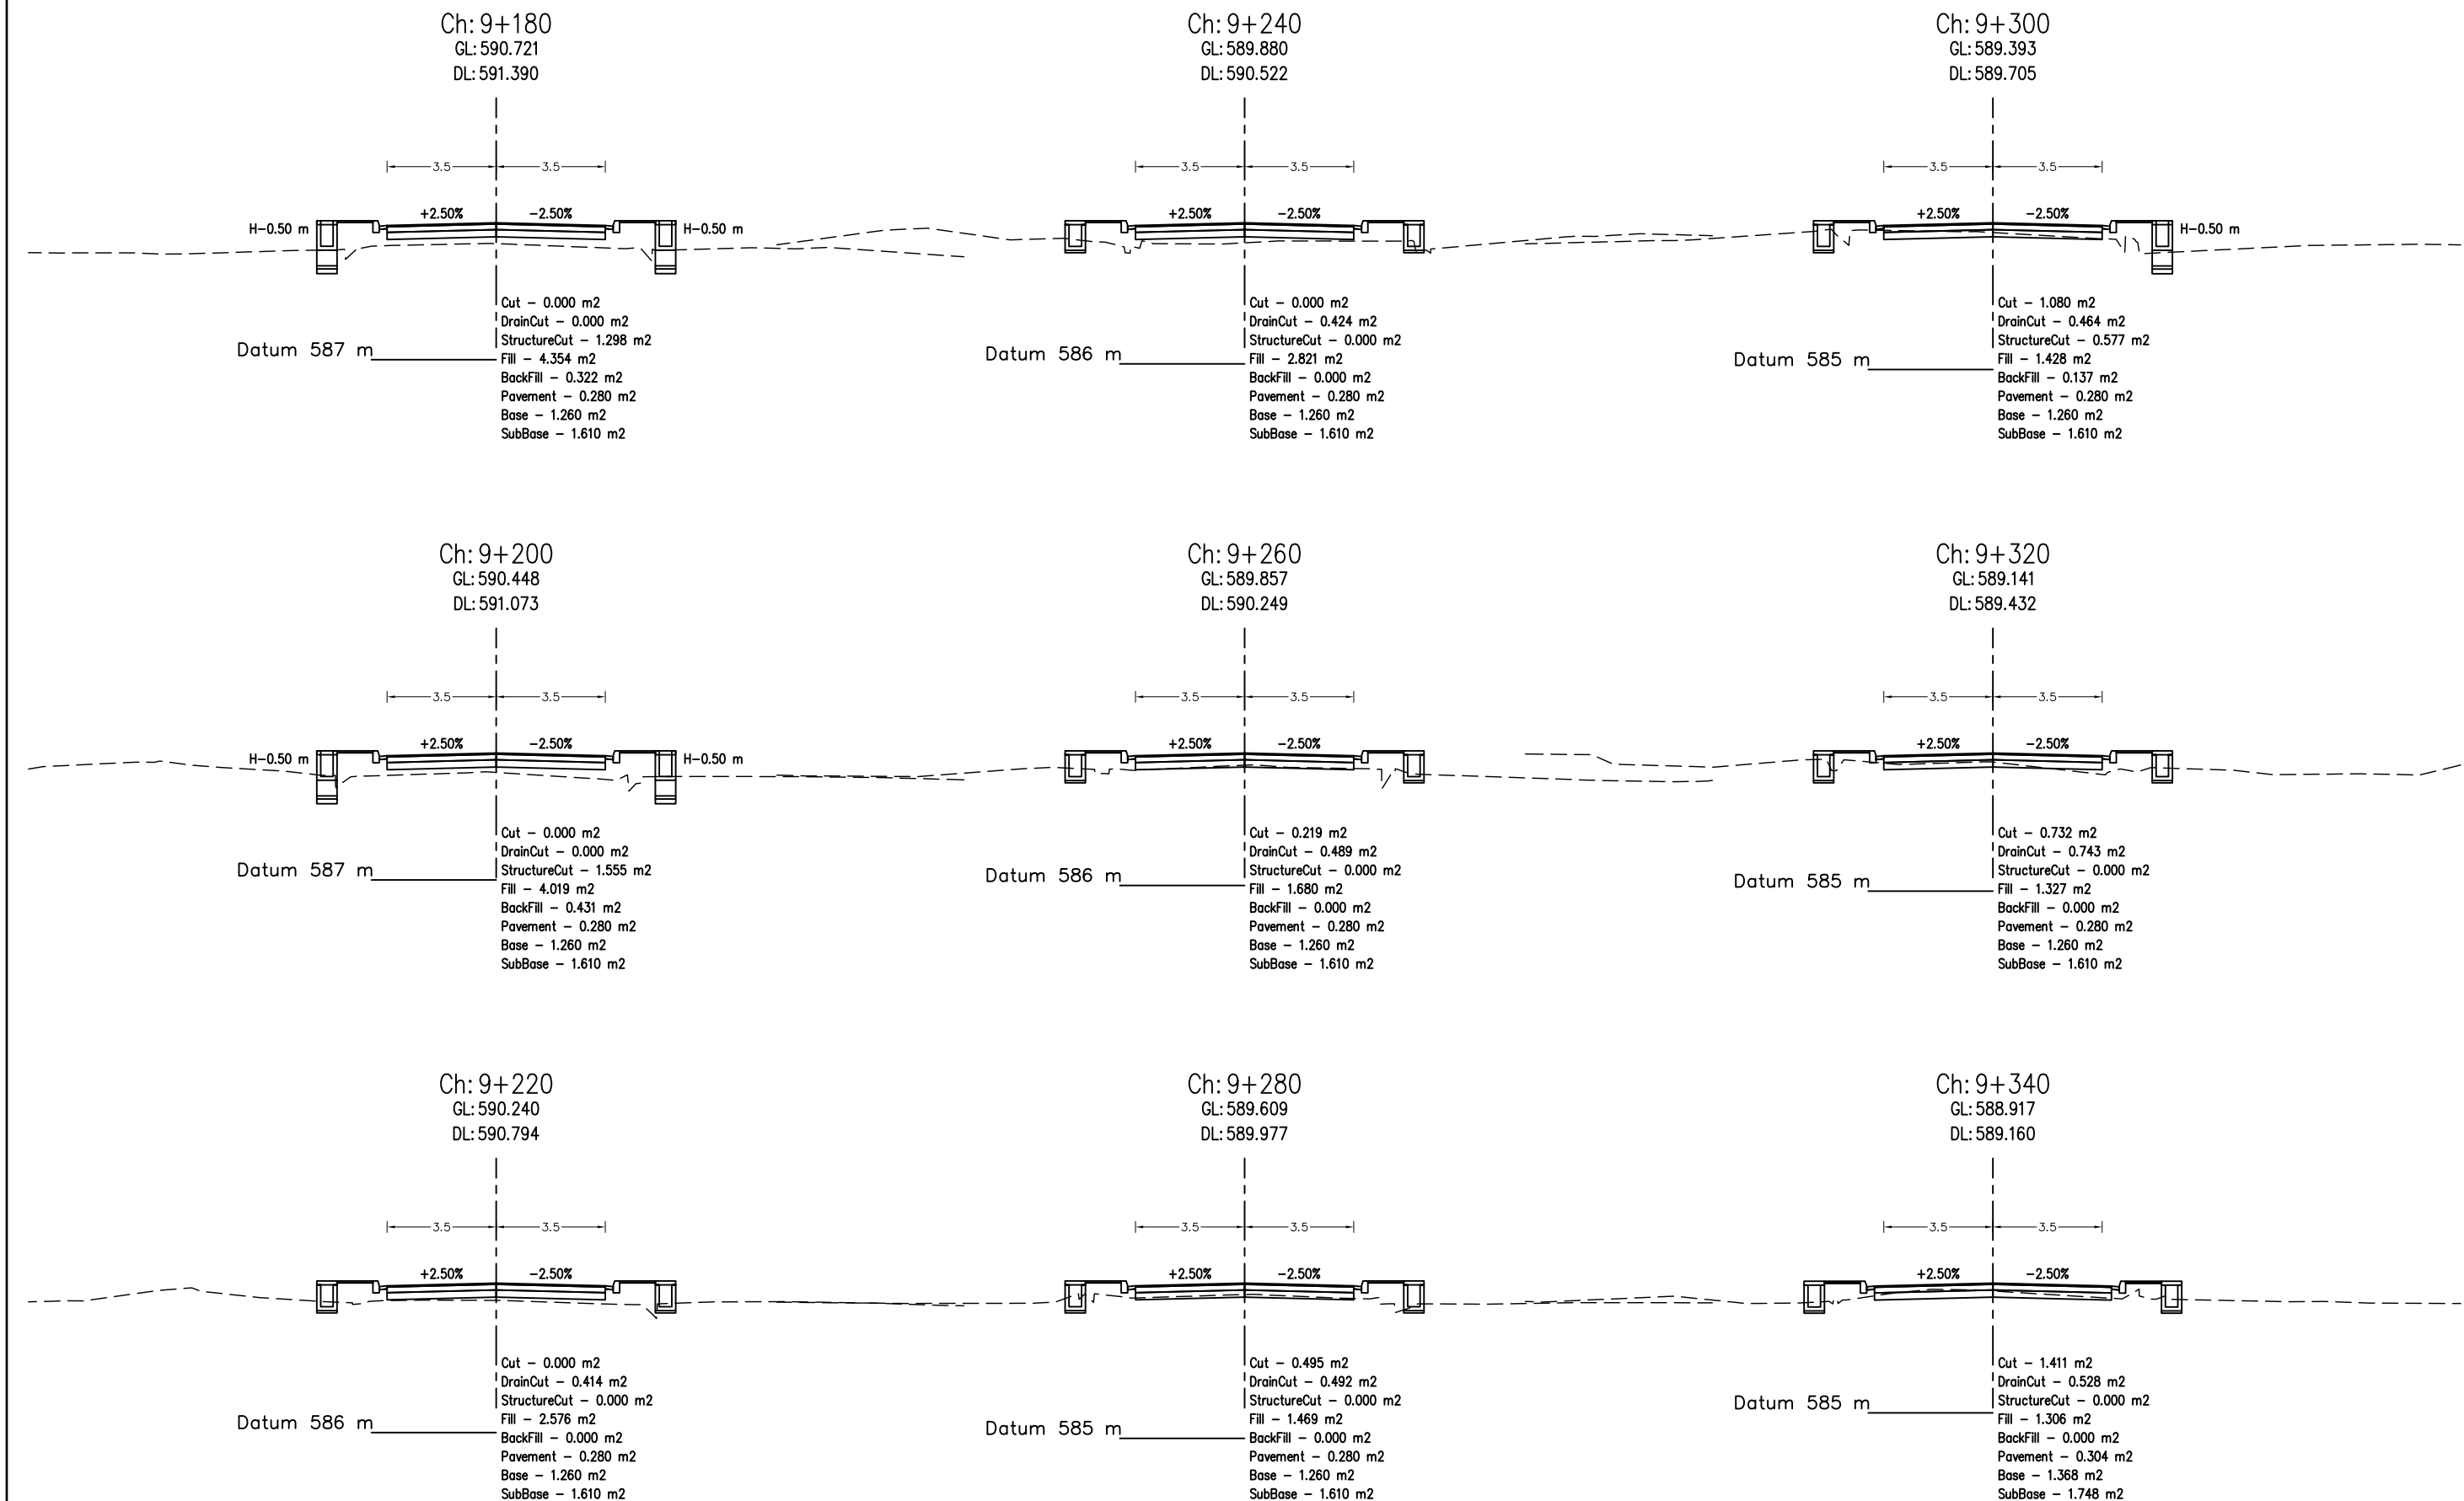 Ch: 9+180
GL: 590.721
DL: 591.390
3.5 3.5
+2.50% -2.50%
H-0.50 m H-0.50 m
Cut - 0.000 m2
DrainCut - 0.000 m2
StructureCut - 1.298 m2
Datum 587 m
Fill - 4.354 m2
BackFill - 0.322 m2
Pavement - 0.280 m2
Base - 1.260 m2
SubBase - 1.610 m2
Ch: 9+240
GL: 589.880
DL: 590.522
3.5 3.5
+2.50% -2.50%
Cut - 0.000 m2
DrainCut - 0.424 m2
StructureCut - 0.000 m2
Datum 586 m
Fill - 2.821 m2
BackFill - 0.000 m2
Pavement - 0.280 m2
Base - 1.260 m2
SubBase - 1.610 m2
Ch: 9+300
GL: 589.393
DL: 589.705
3.5 3.5
+2.50% -2.50%
H-0.50 m
Cut - 1.080 m2
DrainCut - 0.464 m2
StructureCut - 0.577 m2
Datum 585 m
Fill - 1.428 m2
BackFill - 0.137 m2
Pavement - 0.280 m2
Base - 1.260 m2
SubBase - 1.610 m2
Ch: 9+200
GL: 590.448
DL: 591.073
3.5 3.5
+2.50% -2.50%
H-0.50 m H-0.50 m
Cut - 0.000 m2
DrainCut - 0.000 m2
StructureCut - 1.555 m2
Datum 587 m
Fill - 4.019 m2
BackFill - 0.431 m2
Pavement - 0.280 m2
Base - 1.260 m2
SubBase - 1.610 m2
Ch: 9+260
GL: 589.857
DL: 590.249
3.5 3.5
+2.50% -2.50%
Cut - 0.219 m2
DrainCut - 0.489 m2
StructureCut - 0.000 m2
Datum 586 m
Fill - 1.680 m2
BackFill - 0.000 m2
Pavement - 0.280 m2
Base - 1.260 m2
SubBase - 1.610 m2
Ch: 9+320
GL: 589.141
DL: 589.432
3.5 3.5
+2.50% -2.50%
Cut - 0.732 m2
DrainCut - 0.743 m2
StructureCut - 0.000 m2
Datum 585 m
Fill - 1.327 m2
BackFill - 0.000 m2
Pavement - 0.280 m2
Base - 1.260 m2
SubBase - 1.610 m2
Ch: 9+220
GL: 590.240
DL: 590.794
3.5 3.5
+2.50% -2.50%
Cut - 0.000 m2
DrainCut - 0.414 m2
StructureCut - 0.000 m2
Datum 586 m
Fill - 2.576 m2
BackFill - 0.000 m2
Pavement - 0.280 m2
Base - 1.260 m2
SubBase - 1.610 m2
Ch: 9+280
GL: 589.609
DL: 589.977
3.5 3.5
+2.50% -2.50%
Cut - 0.495 m2
DrainCut - 0.492 m2
StructureCut - 0.000 m2
Datum 585 m
Fill - 1.469 m2
BackFill - 0.000 m2
Pavement - 0.280 m2
Base - 1.260 m2
SubBase - 1.610 m2
Ch: 9+340
GL: 588.917
DL: 589.160
3.5 3.5
+2.50% -2.50%
Cut - 1.411 m2
DrainCut - 0.528 m2
StructureCut - 0.000 m2
Datum 585 m
Fill - 1.306 m2
BackFill - 0.000 m2
Pavement - 0.304 m2
Base - 1.368 m2
SubBase - 1.748 m2